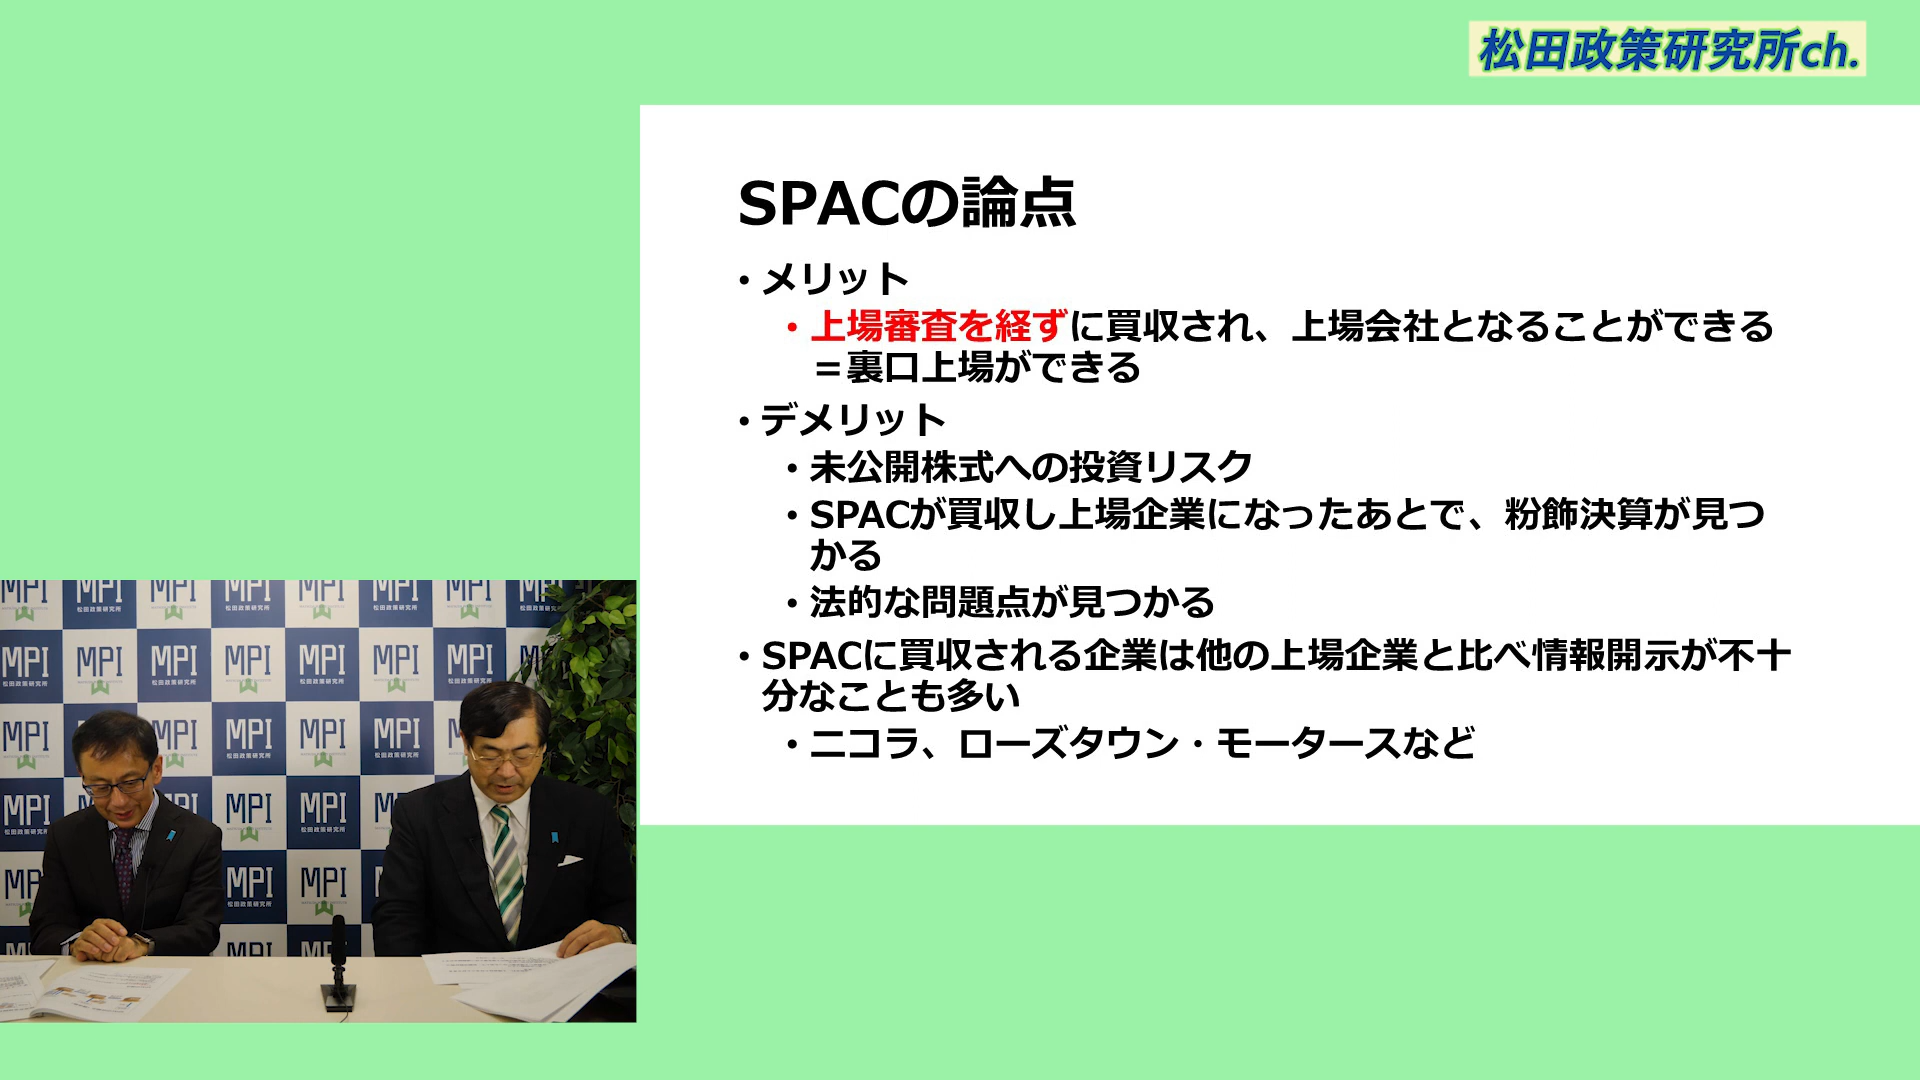 松田政策研究所ch.
SPACの論点
・メリット
・上場審査を経ずに買収され、上場会社となることができる
＝裏口上場ができる
・デメリット
・未公開株式への投資リスク
・SPACが買収し上場企業になったあとで、粉飾決算が見つ
かる
・法的な問題点が見つかる
・SPACに買収される企業は他の上場企業と比べ情報開示が不十
分なことも多い
・ニコラ、ローズタウン・モータースなど
MPI
松田政策研究所